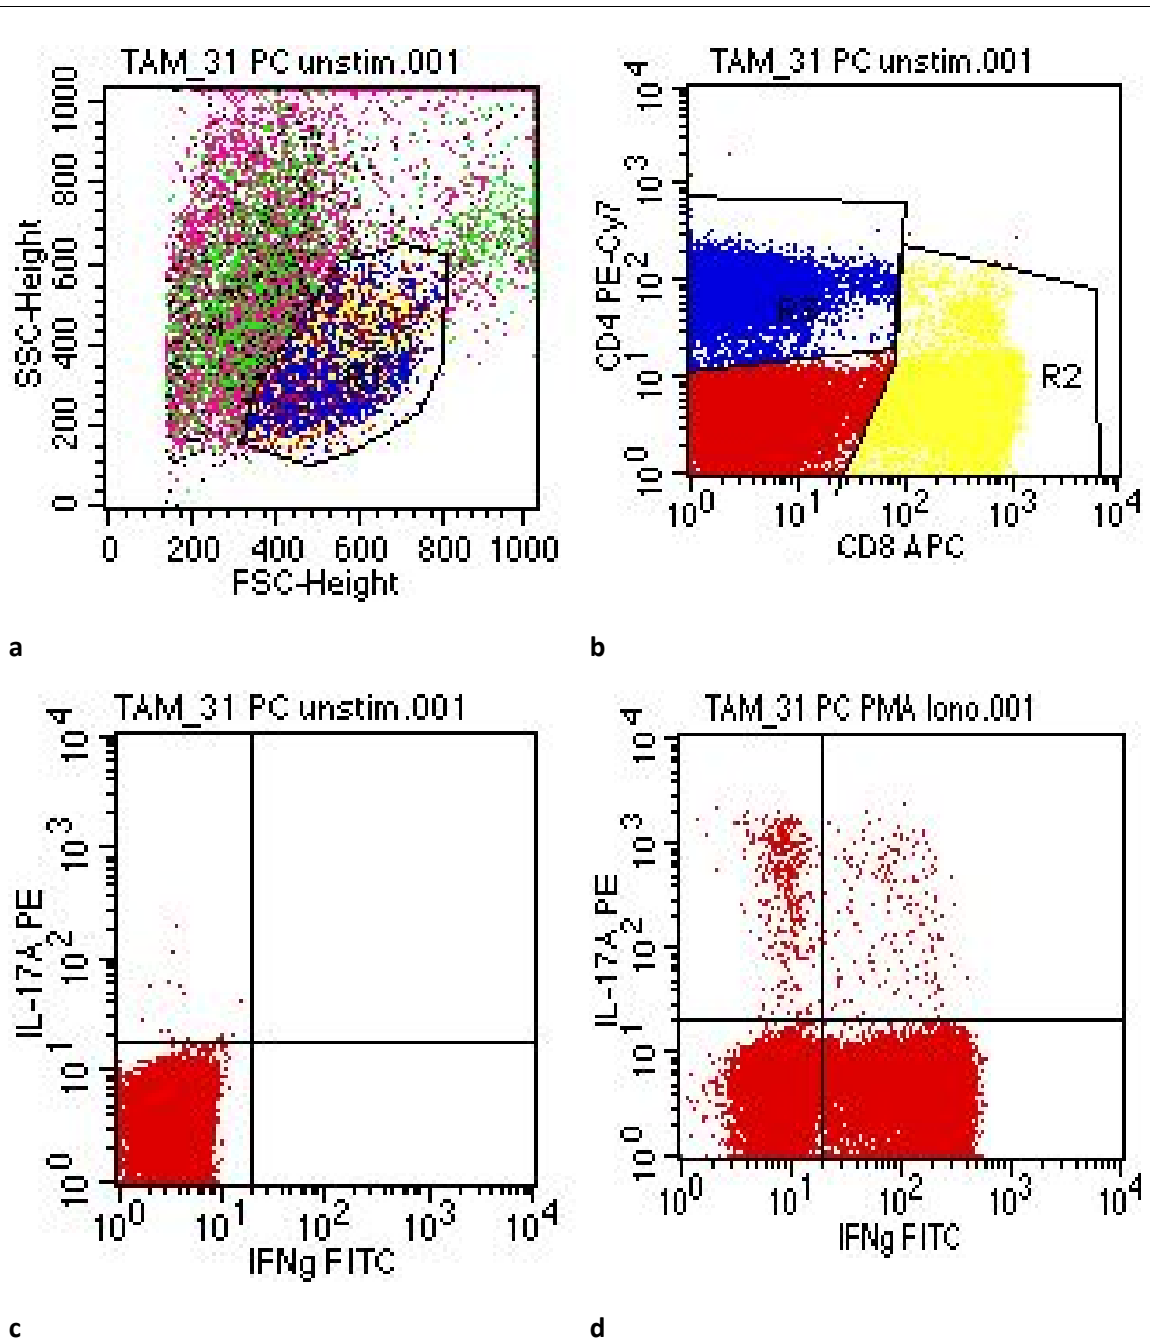 TAM_31 PC unstim.001
SSC-Height
1000
800
600
400
200
0
0 200 400 600 800 1000
FSC-Height
a
TAM_31 PC unstim.001
CD4 PE-Cy7
10^4
10^3
10^2
10^1
10^0
R2
10^0 10^1 10^2 10^3 10^4
CD8 APC
b
TAM_31 PC unstim.001
IL-17A PE
10^4
10^3
10^2
10^1
10^0
10^0 10^1 10^2 10^3 10^4
IFNg FITC
c
TAM_31 PC PMA Iono.001
IL-17A PE
10^4
10^3
10^2
10^1
10^0
10^0 10^1 10^2 10^3 10^4
IFNg FITC
d